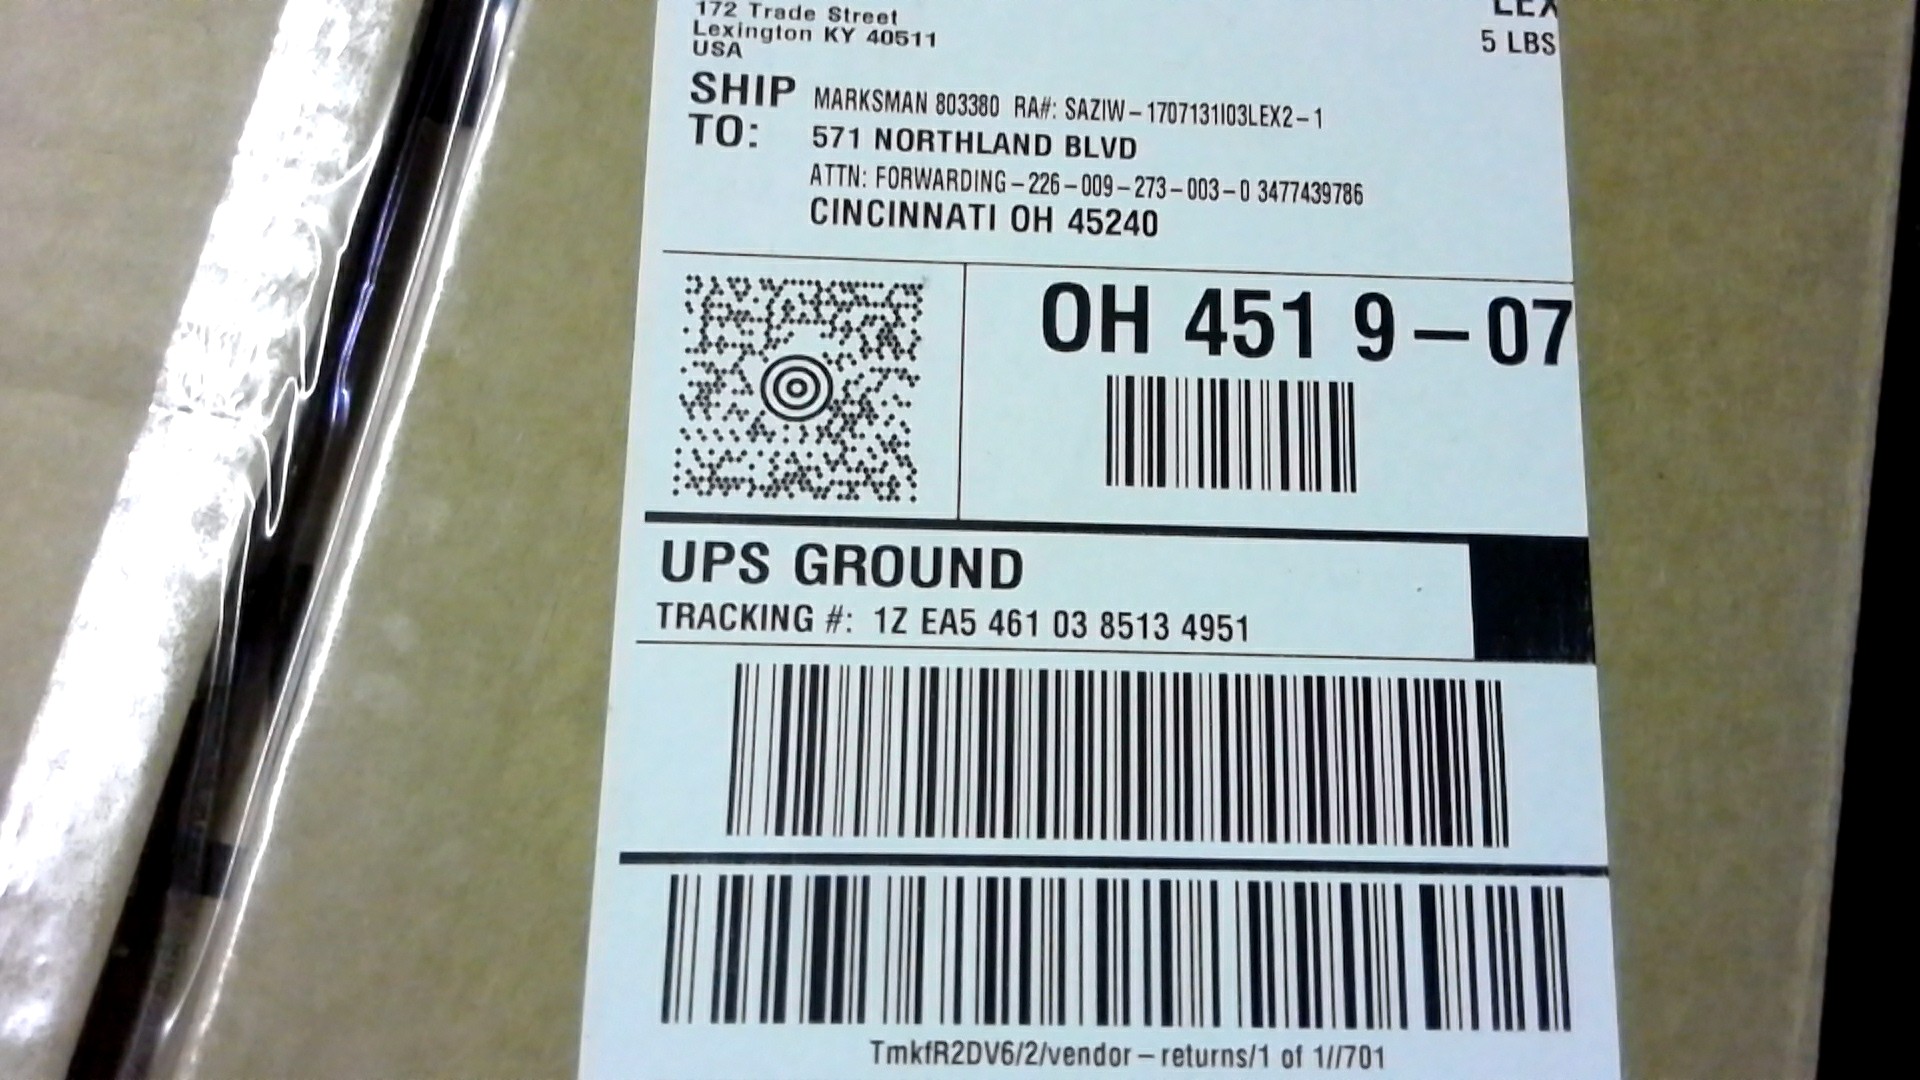 172 Trade Street
Lexington KY 40511
USA
LEX
5 LBS
SHIP TO:
MARKSMAN 803380 RA#: SAZIW-1707131I03LEX2-1
571 NORTHLAND BLVD
ATTN: FORWARDING-226-009-273-003-0 3477439786
CINCINNATI OH 45240
OH 451 9-07
UPS GROUND
TRACKING #: 1Z EA5 461 03 8513 4951
TmkfR2DV6/2/vendor-returns/1 of 1//701